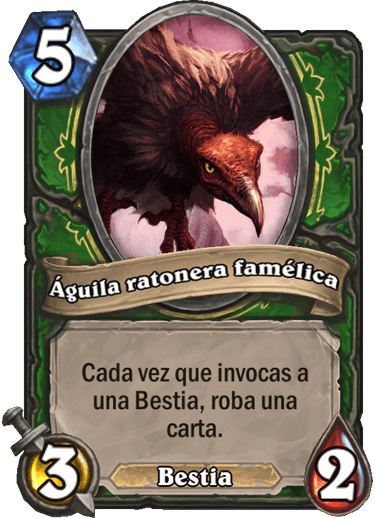 5
Águila ratonera famélica
Cada vez que invocas a
una Bestia, roba una
carta.
3
Bestia
2